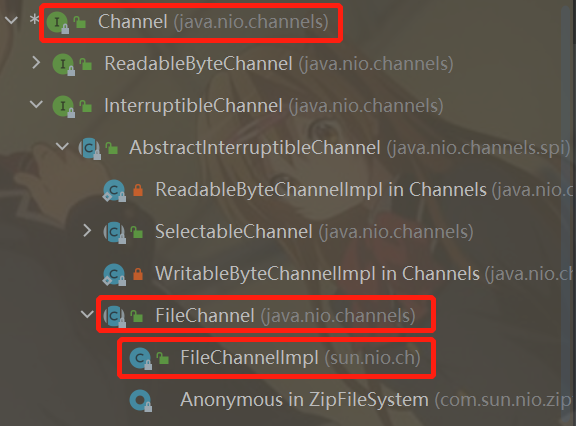 * Channel (java.nio.channels)
ReadableByteChannel (java.nio.channels)
InterruptibleChannel (java.nio.channels)
AbstractInterruptibleChannel (java.nio.channels.spi)
ReadableByteChannelImpl in Channels (java.nio.c
SelectableChannel (java.nio.channels)
WritableByteChannelImpl in Channels (java.nio.c
FileChannel (java.nio.channels)
FileChannelImpl (sun.nio.ch)
Anonymous in ZipFileSystem (com.sun.nio.zip